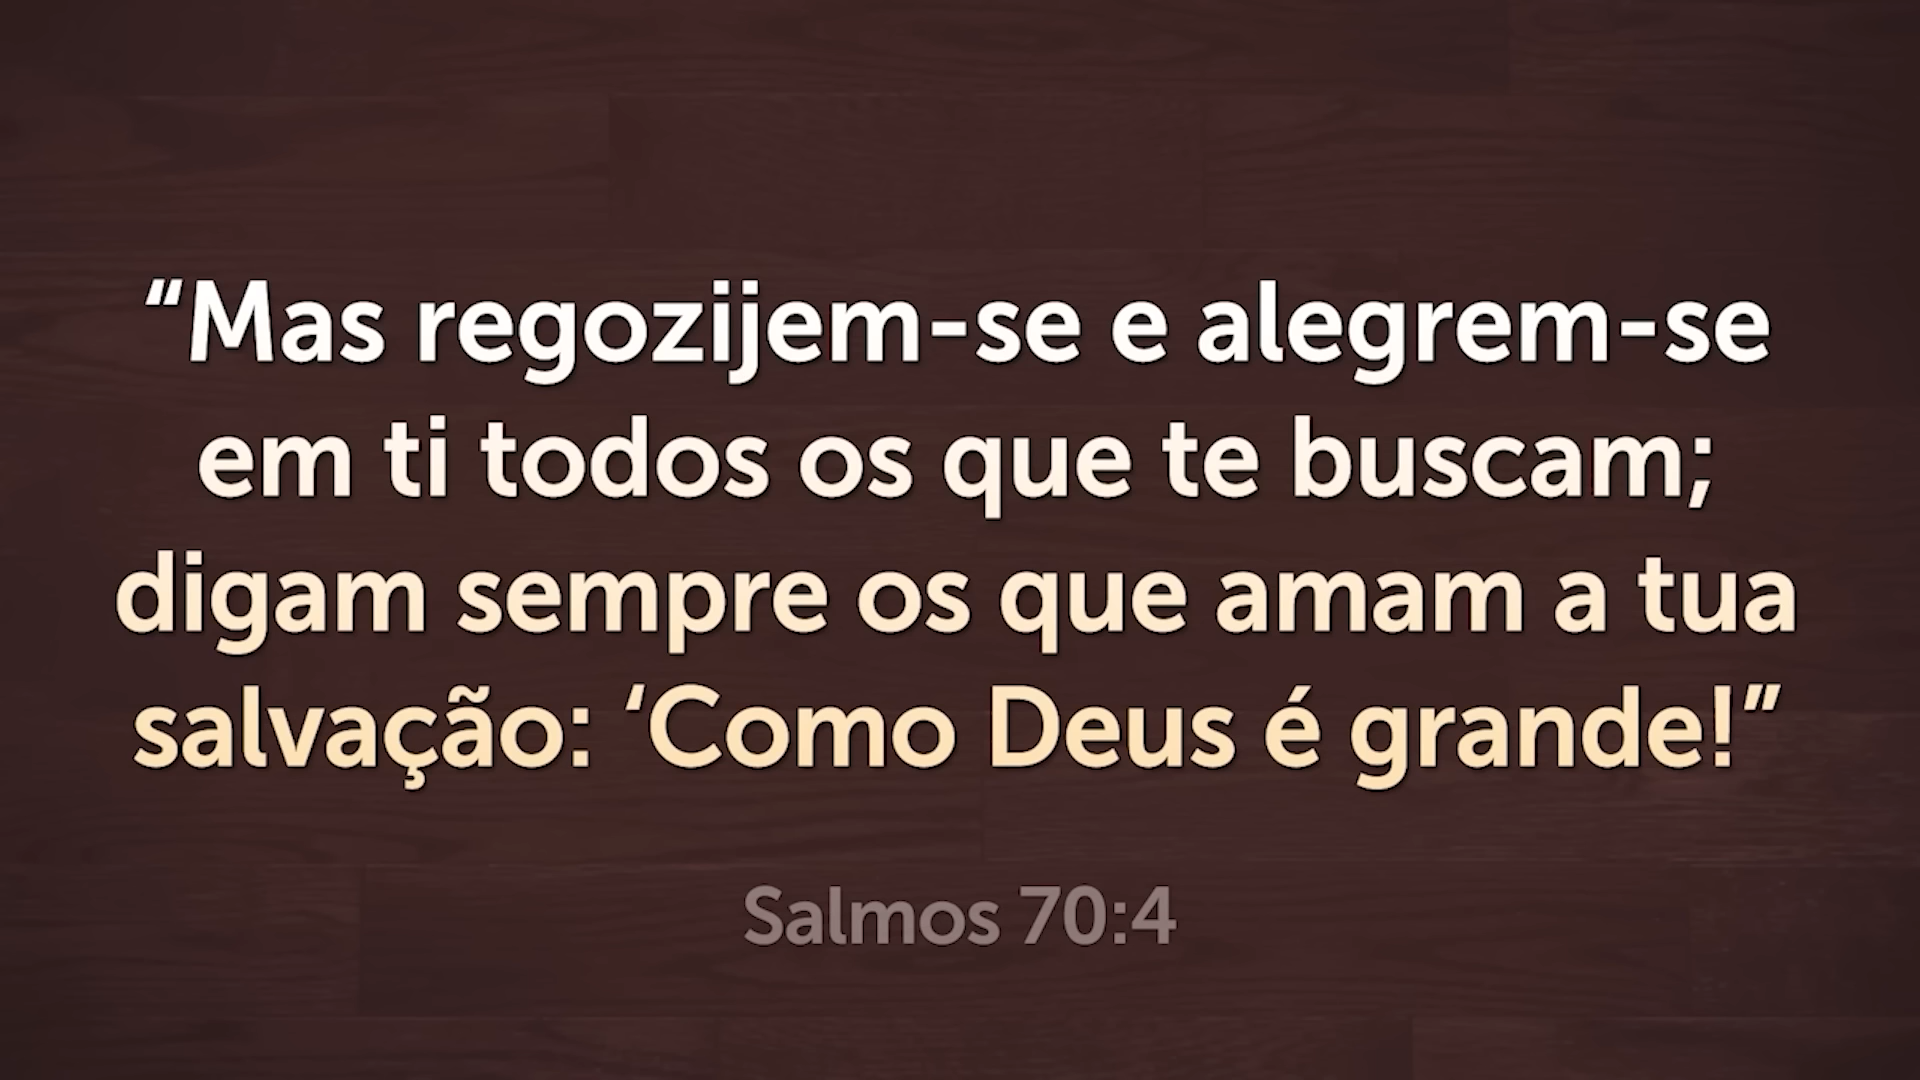 “Mas regozijem-se e alegrem-se
em ti todos os que te buscam;
digam sempre os que amam a tua
salvação: ‘Como Deus é grande!”
Salmos 70:4